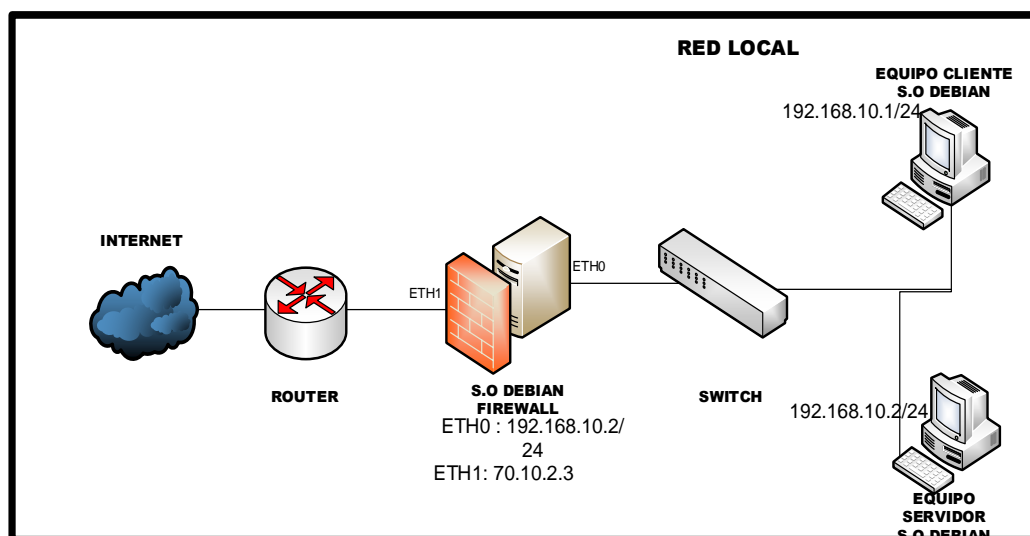 RED LOCAL
EQUIPO CLIENTE
S.O DEBIAN
192.168.10.1/24
INTERNET
ETH1
ETH0
ROUTER
S.O DEBIAN
FIREWALL
ETH0 : 192.168.10.2/
24
ETH1: 70.10.2.3
SWITCH
192.168.10.2/24
EQUIPO
SERVIDOR
S.O DEBIAN